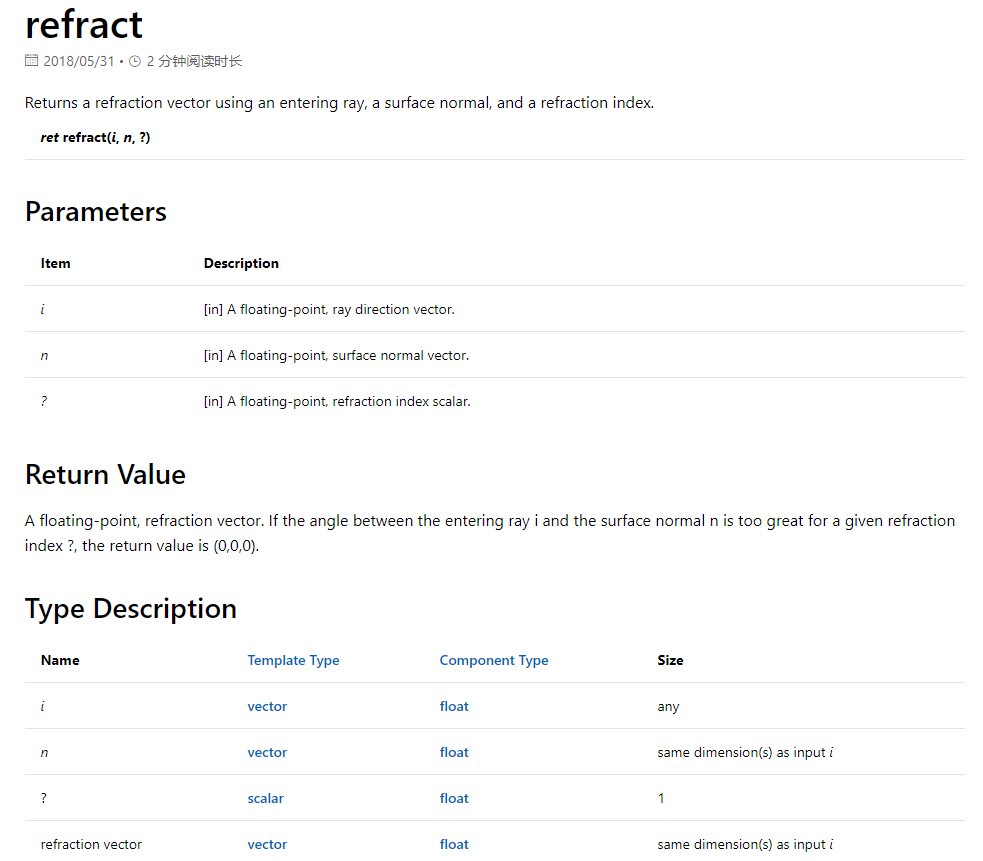 refract
2018/05/31 • 2 分钟阅读时长
Returns a refraction vector using an entering ray, a surface normal, and a refraction index.
ret refract(i, n, ?)
Parameters
Item Description
i [in] A floating-point, ray direction vector.
n [in] A floating-point, surface normal vector.
? [in] A floating-point, refraction index scalar.
Return Value
A floating-point, refraction vector. If the angle between the entering ray i and the surface normal n is too great for a given refraction
index ?, the return value is (0,0,0).
Type Description
Name Template Type Component Type Size
i vector float any
n vector float same dimension(s) as input i
? scalar float 1
refraction vector vector float same dimension(s) as input i